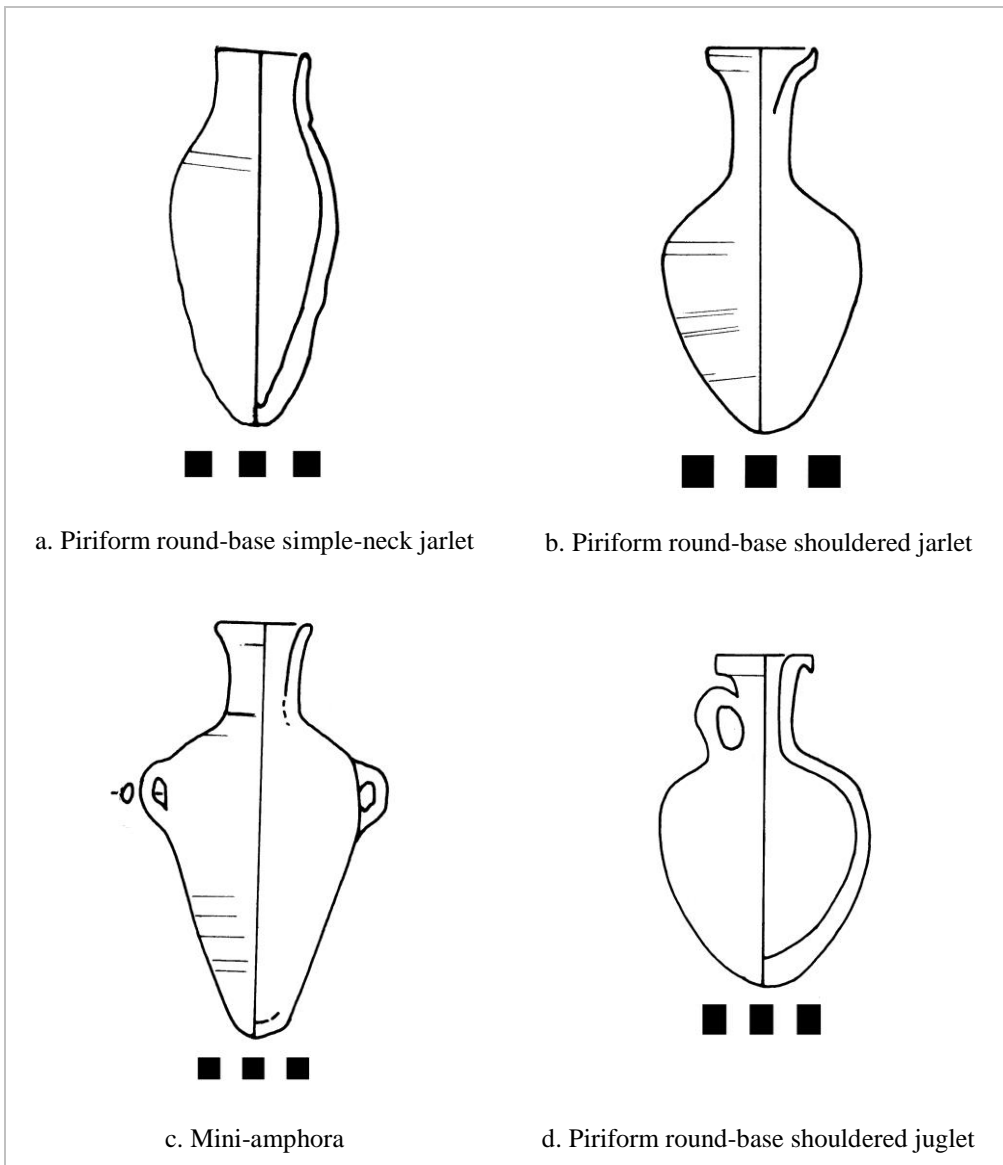 a. Piriform round-base simple-neck jarlet
b. Piriform round-base shouldered jarlet
c. Mini-amphora
d. Piriform round-base shouldered juglet